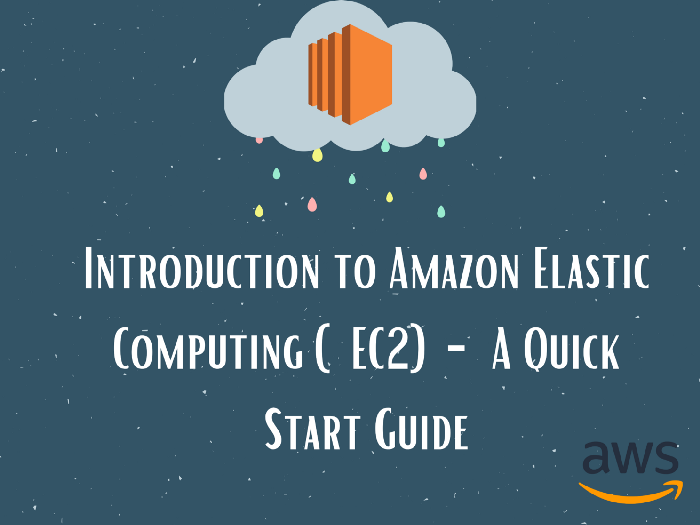 Introduction to Amazon Elastic
Computing ( EC2) - A Quick
Start Guide
aws